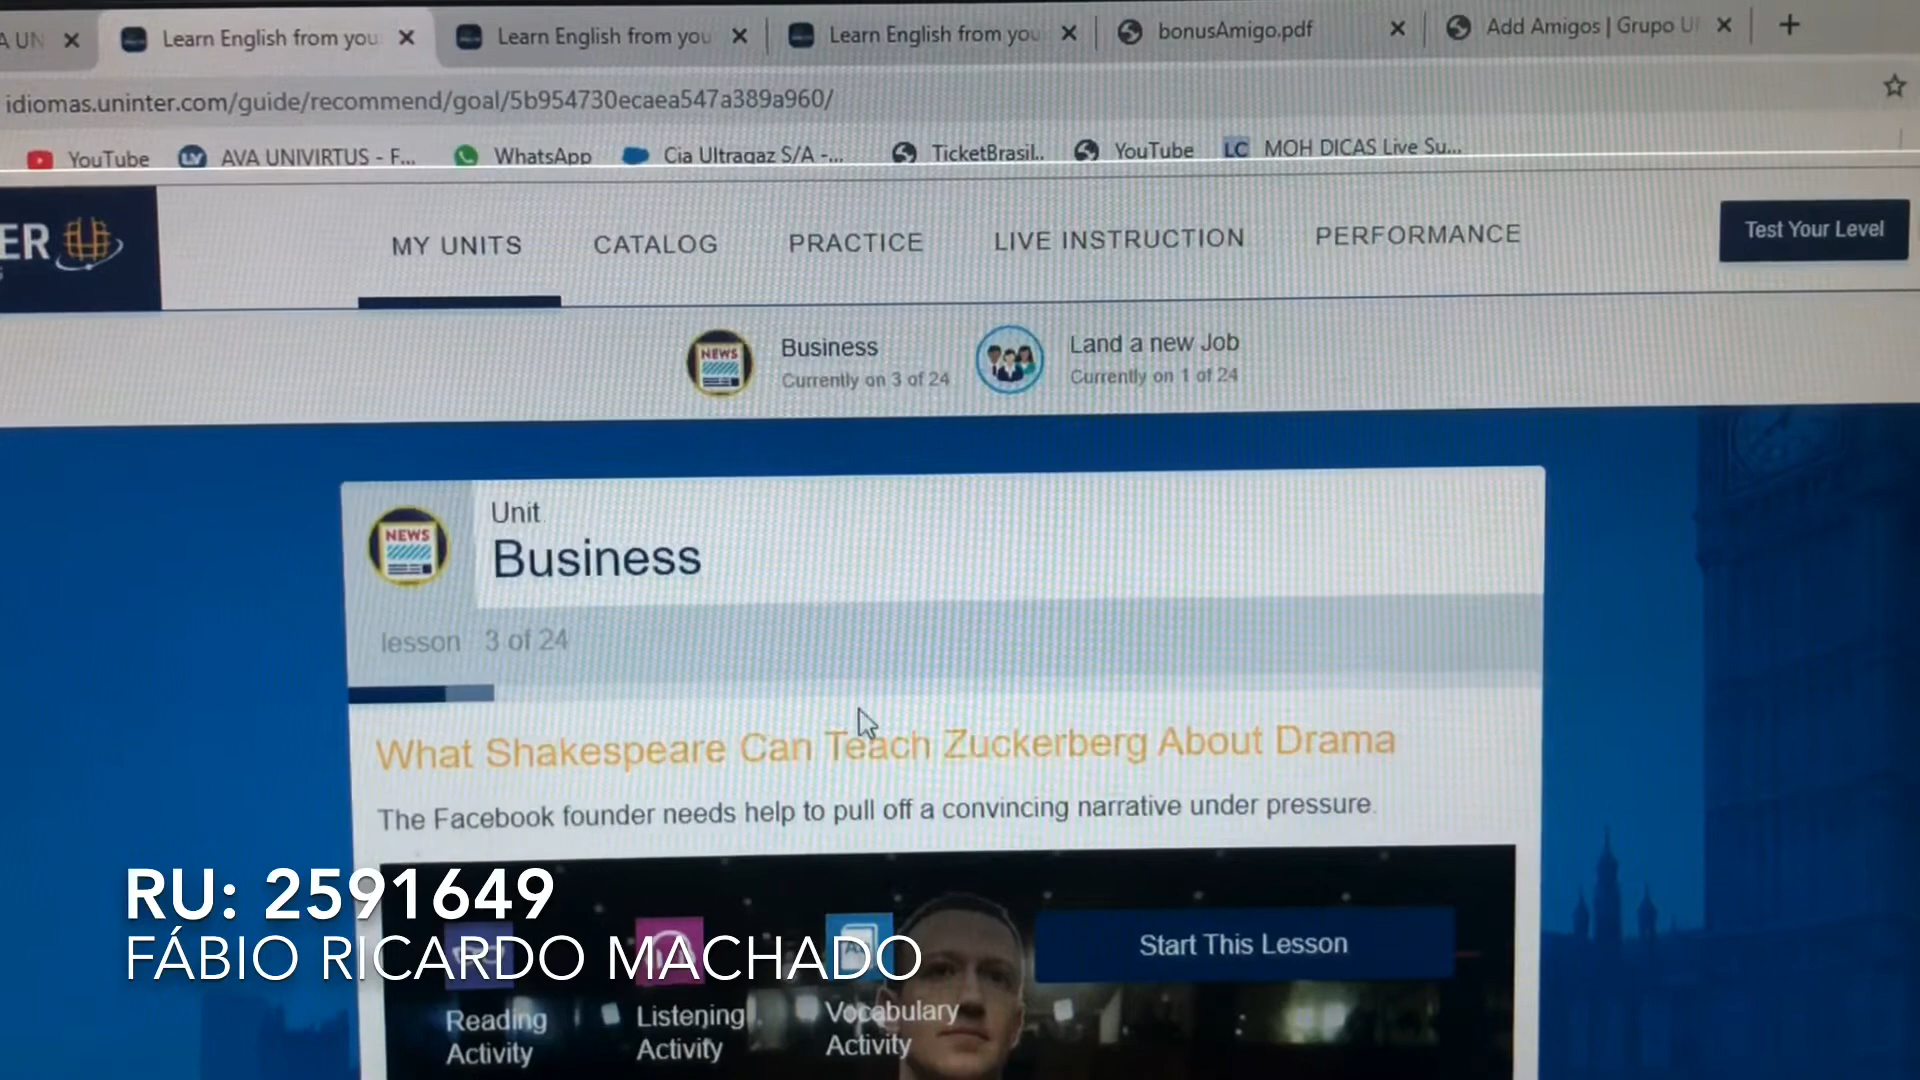 A UN
Learn English from you
Learn English from you
Learn English from you
bonusAmigo.pdf
Add Amigos | Grupo U
idiomas.uninter.com/guide/recommend/goal/5b954730ecaea547a389a960/
YouTube
AVA UNIVIRTUS - F...
WhatsApp
Cia Ultragaz S/A -...
TicketBrasil..
YouTube
LC MOH DICAS Live Su...
ER
MY UNITS
CATALOG
PRACTICE
LIVE INSTRUCTION
PERFORMANCE
Test Your Level
NEWS
Business
Currently on 3 of 24
Land a new Job
Currently on 1 of 24
NEWS
Unit
Business
lesson 3 of 24
What Shakespeare Can Teach Zuckerberg About Drama
The Facebook founder needs help to pull off a convincing narrative under pressure.
RU: 2591649
FÁBIO RICARDO MACHADO
Start This Lesson
Reading
Activity
Listening
Activity
Vocabulary
Activity